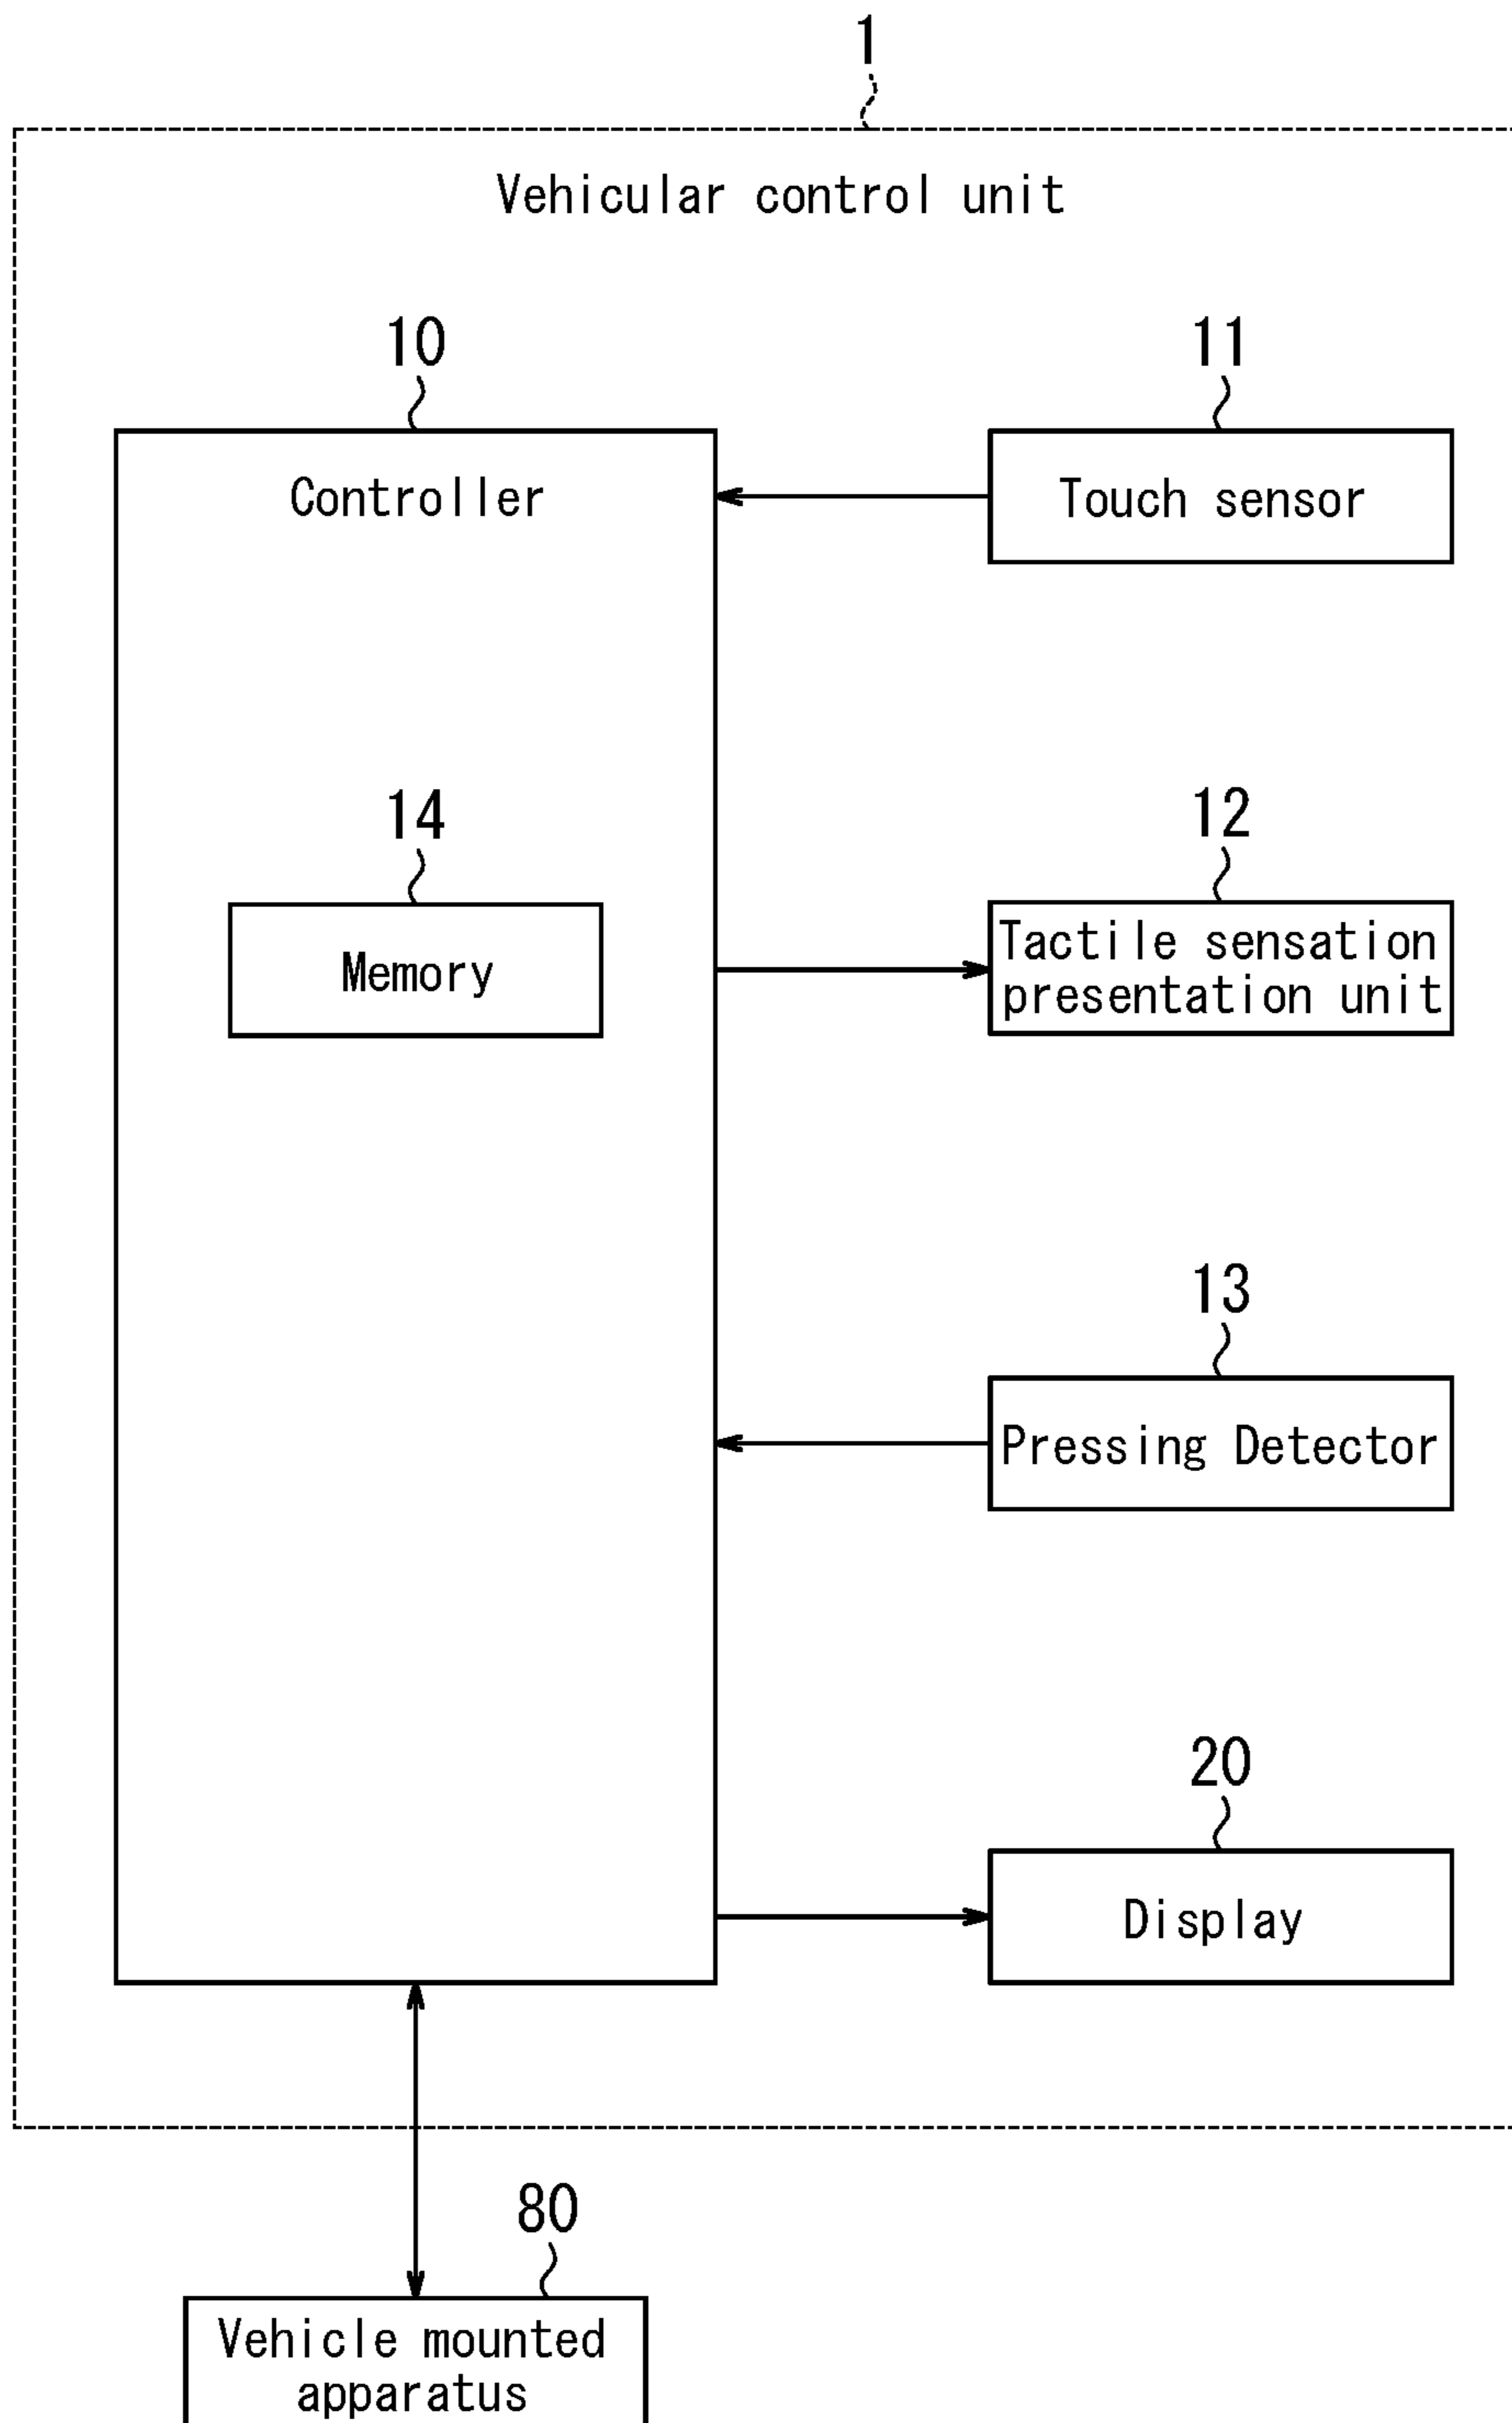 1
Vehicular control unit
10
11
Controller
Touch sensor
14
12
Memory
Tactile sensation
presentation unit
13
Pressing Detector
20
Display
80
Vehicle mounted
apparatus